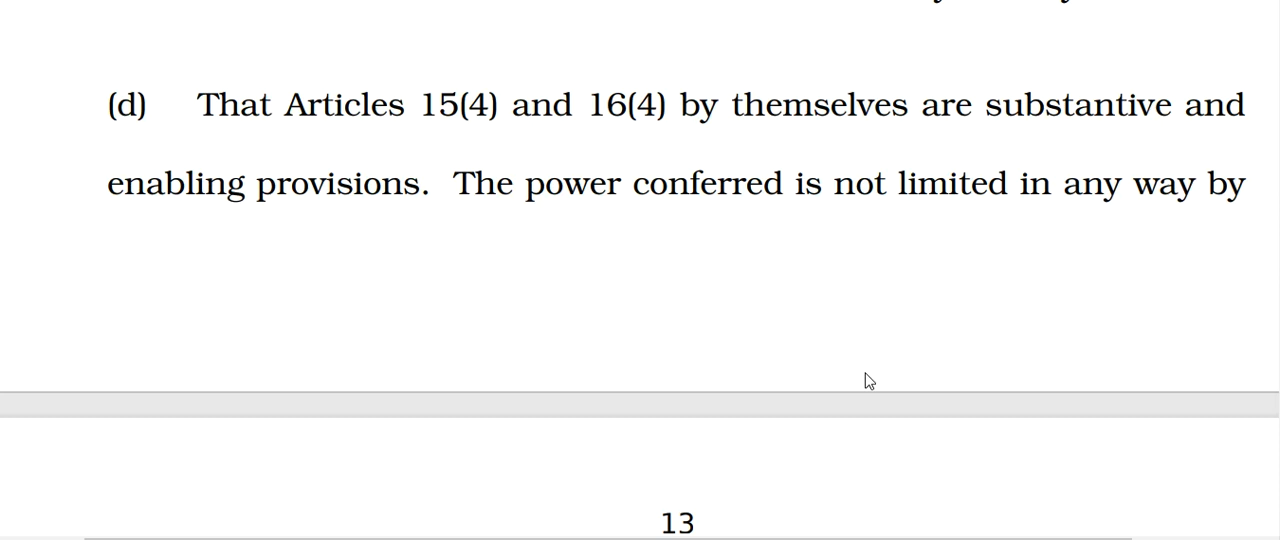 (d) That Articles 15(4) and 16(4) by themselves are substantive and
enabling provisions. The power conferred is not limited in any way by
13